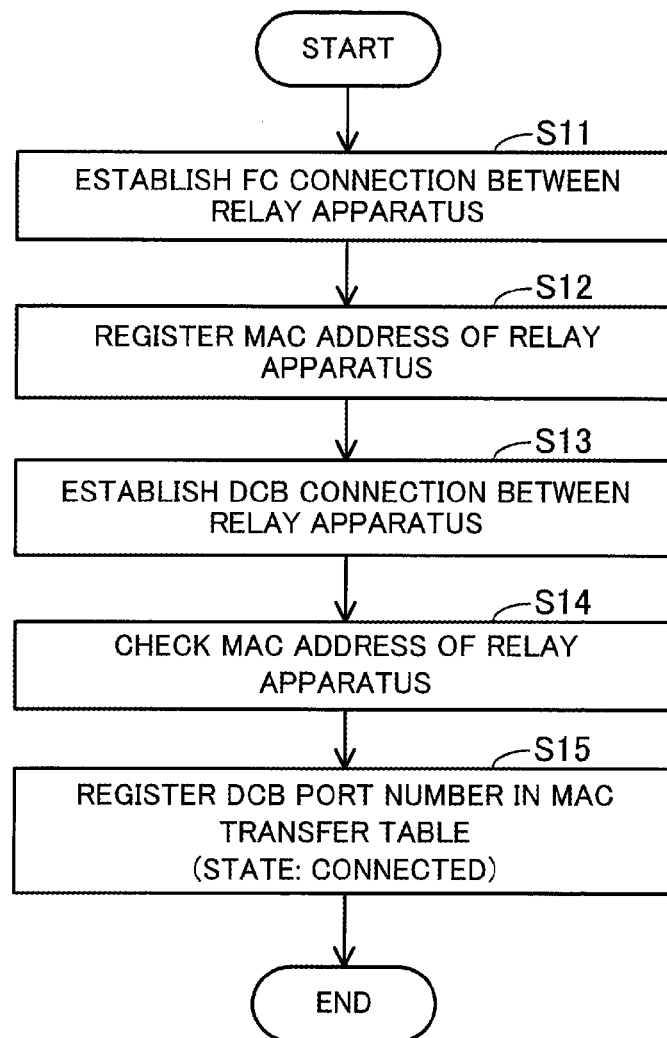 START
S11
ESTABLISH FC CONNECTION BETWEEN
RELAY APPARATUS
S12
REGISTER MAC ADDRESS OF RELAY
APPARATUS
S13
ESTABLISH DCB CONNECTION BETWEEN
RELAY APPARATUS
S14
CHECK MAC ADDRESS OF RELAY
APPARATUS
S15
REGISTER DCB PORT NUMBER IN MAC
TRANSFER TABLE
(STATE: CONNECTED)
END